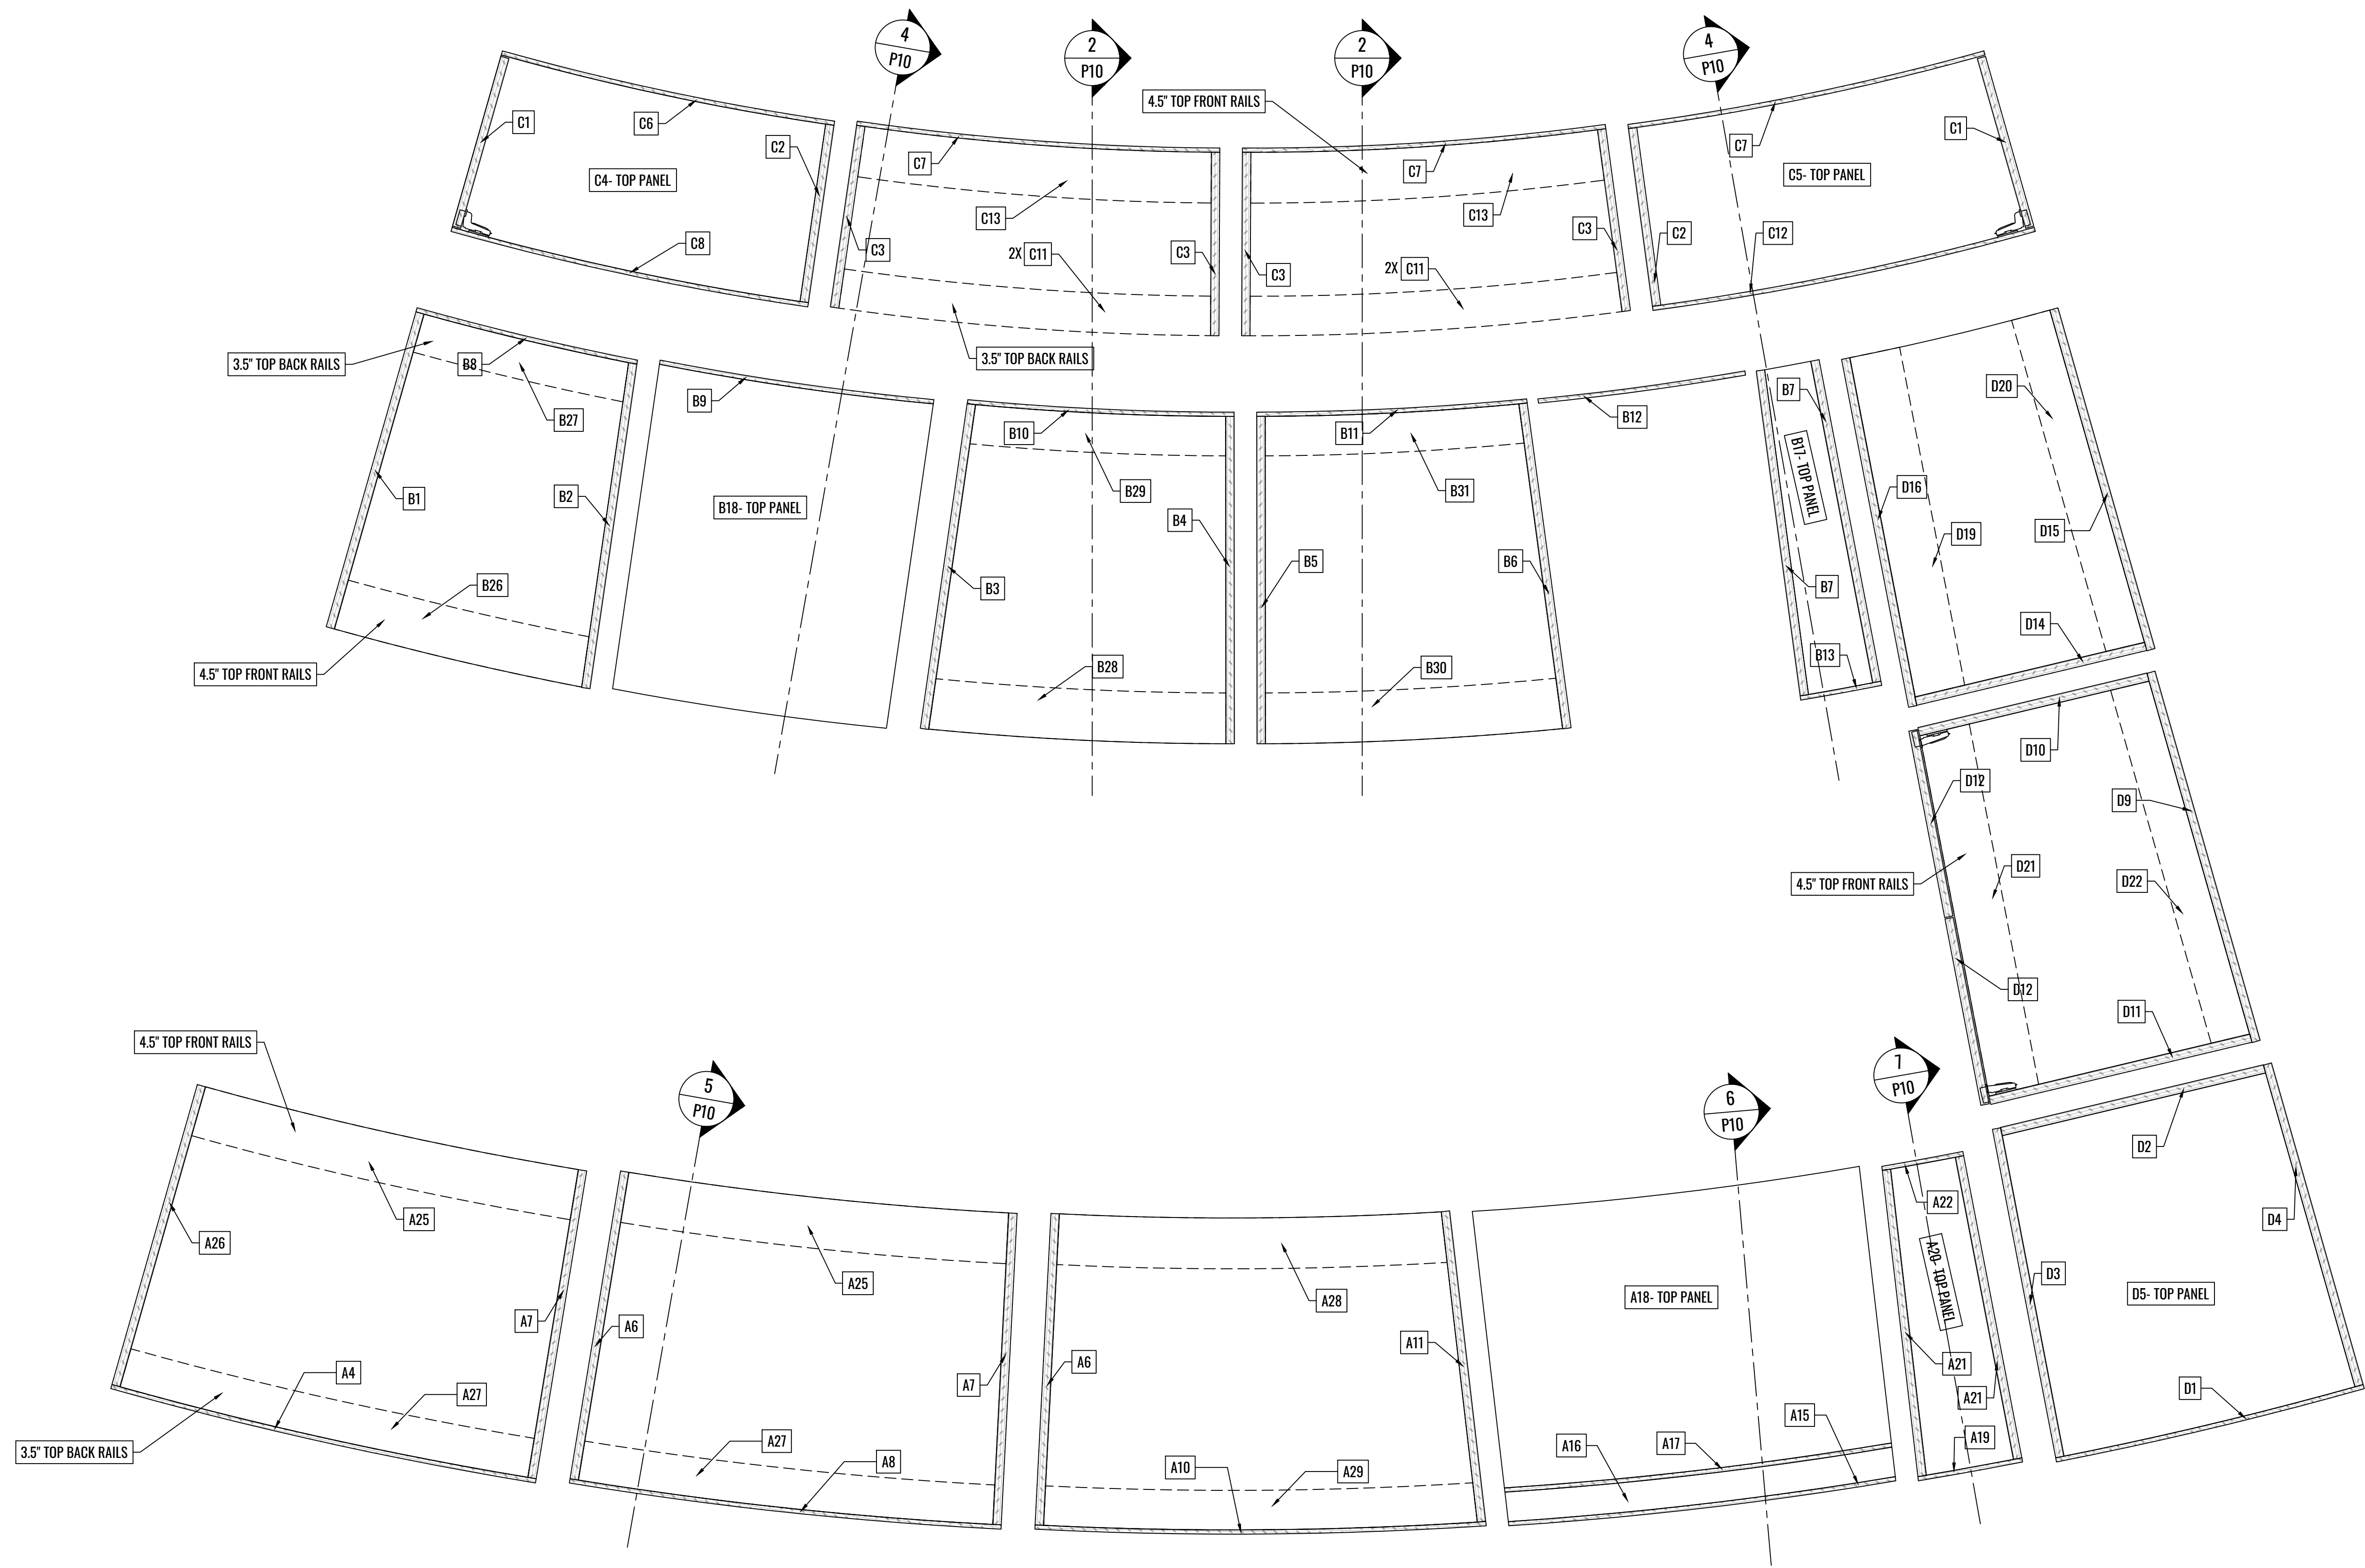 4
P10
2
P10
2
P10
4
P10
4.5" TOP FRONT RAILS
C1
C6
C2
C4- TOP PANEL
C8
C7
C13
C3
2X C11
C3
3.5" TOP BACK RAILS
C7
C13
C3
C3
2X C11
C7
C1
C5- TOP PANEL
C2
C12
3.5" TOP BACK RAILS
B8
B27
B1
B2
B26
4.5" TOP FRONT RAILS
B9
B18- TOP PANEL
B10
B29
B4
B3
B28
B11
B31
B5
B6
B30
B12
B7
B17- TOP PANEL
B7
B13
D20
D16
D19
D15
D14
D10
D12
D9
4.5" TOP FRONT RAILS
D21
D22
D12
D11
4.5" TOP FRONT RAILS
5
P10
6
P10
7
P10
A25
A26
A7
A4
A27
3.5" TOP BACK RAILS
A25
A6
A7
A27
A8
A28
A6
A11
A10
A29
A18- TOP PANEL
A15
A16
A17
A22
A20- TOP PANEL
A21
A21
A19
D2
D4
D3
D5- TOP PANEL
D1